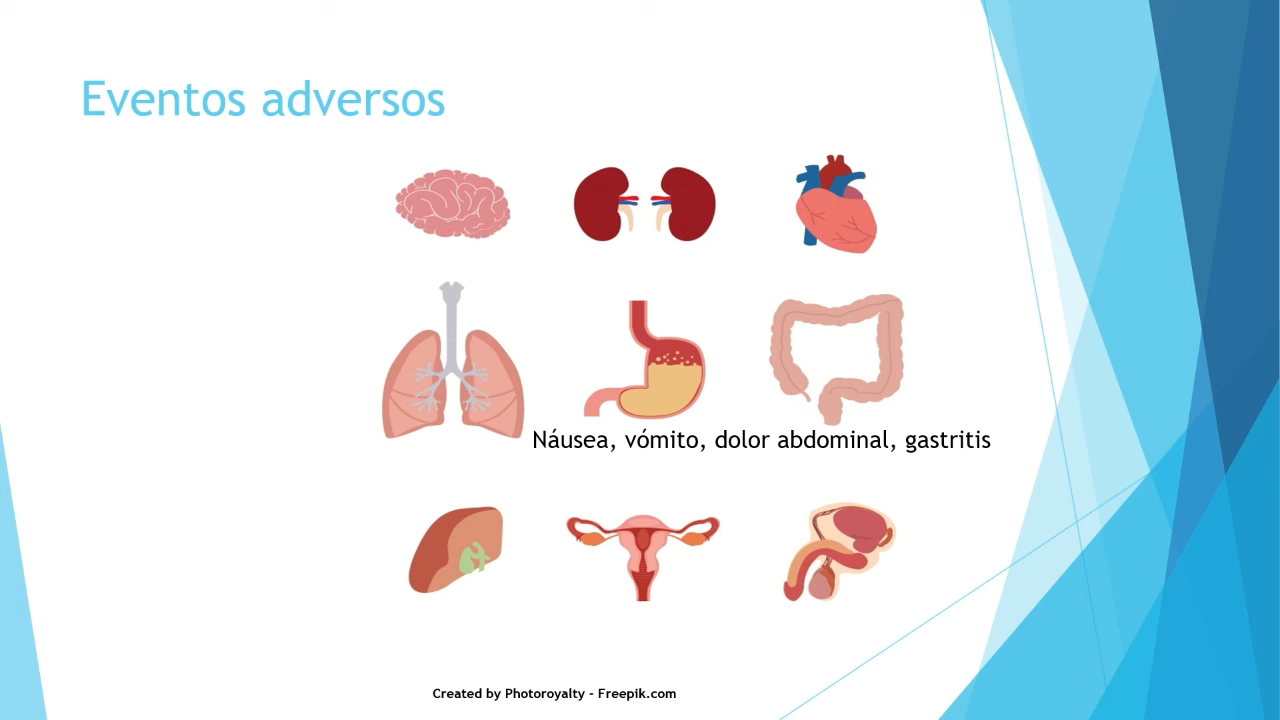 Eventos adversos
Náusea, vómito, dolor abdominal, gastritis
Created by Photoroyalty - Freepik.com